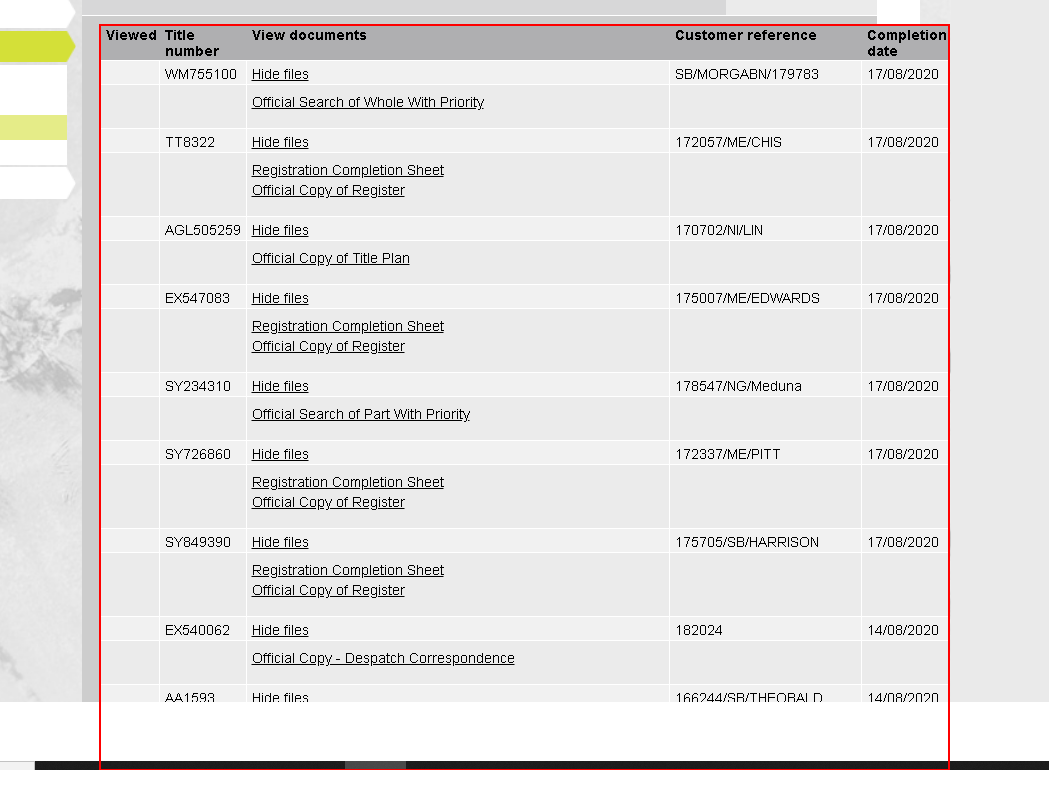 Viewed Title number View documents Customer reference Completion date
WM755100 Hide files SB/MORGABN/179783 17/08/2020
Official Search of Whole With Priority
TT8322 Hide files 172057/ME/CHIS 17/08/2020
Registration Completion Sheet
Official Copy of Register
AGL505259 Hide files 170702/NI/LIN 17/08/2020
Official Copy of Title Plan
EX547083 Hide files 175007/ME/EDWARDS 17/08/2020
Registration Completion Sheet
Official Copy of Register
SY234310 Hide files 178547/NG/Meduna 17/08/2020
Official Search of Part With Priority
SY726860 Hide files 172337/ME/PITT 17/08/2020
Registration Completion Sheet
Official Copy of Register
SY849390 Hide files 175705/SB/HARRISON 17/08/2020
Registration Completion Sheet
Official Copy of Register
EX540062 Hide files 182024 14/08/2020
Official Copy - Despatch Correspondence
AA1593 Hide files 166244/SB/THEOBALD 14/08/2020